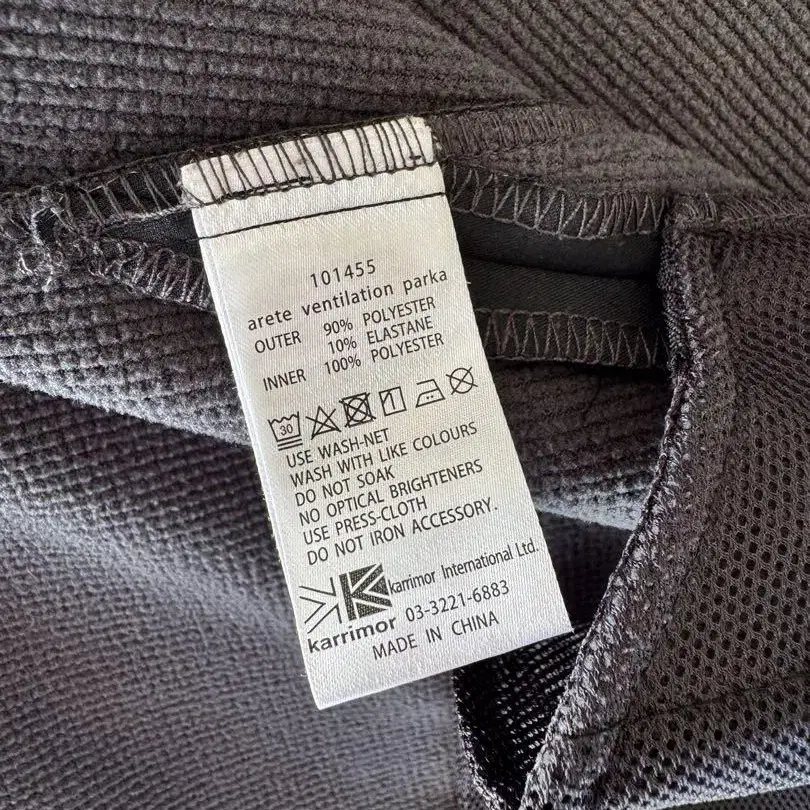 101455
arete ventilation parka
OUTER 90% POLYESTER
10% ELASTANE
INNER 100% POLYESTER
30
USE WASH-NET
WASH WITH LIKE COLOURS
DO NOT SOAK
NO OPTICAL BRIGHTENERS
USE PRESS-CLOTH
DO NOT IRON ACCESSORY.
karrimor International Ltd.
karrimor 03-3221-6883
MADE IN CHINA